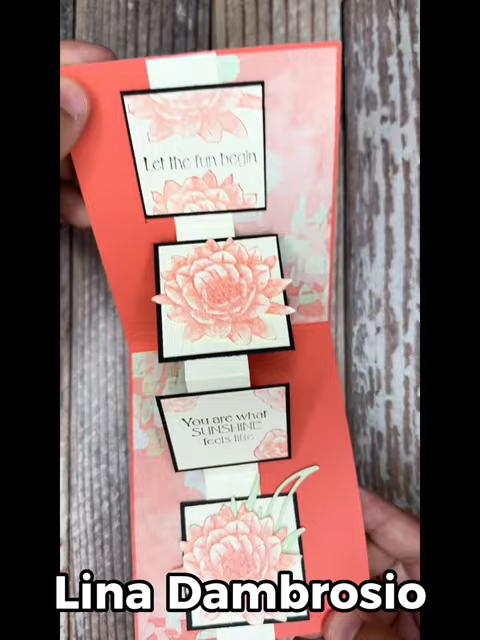 Let the fun begin
You are what
SUNSHINE
feels like
Lina Dambrosio